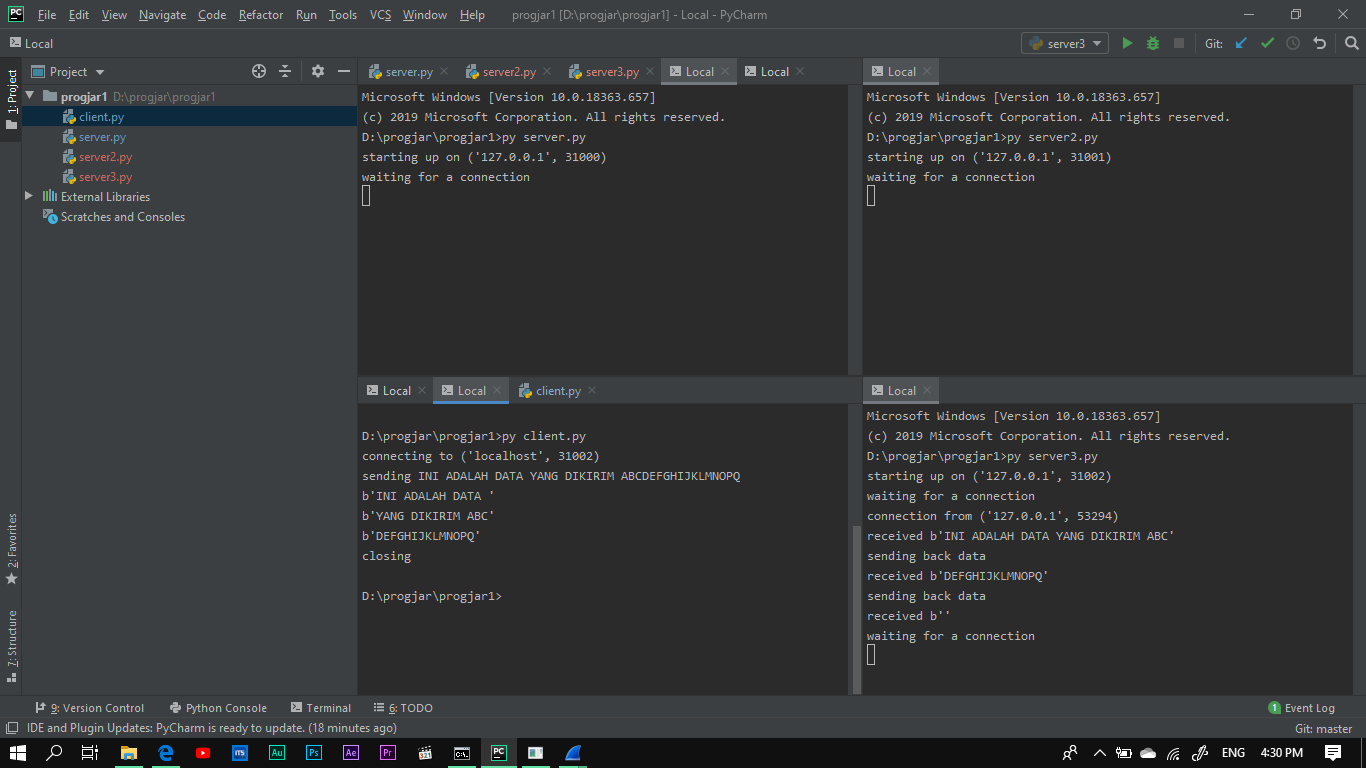 File Edit View Navigate Code Refactor Run Tools VCS Window Help progjar1 [D:\progjar\progjar1] - Local - PyCharm
Local server3 Git:
Project
1: Project
progjar1 D:\progjar\progjar1
client.py
server.py
server2.py
server3.py
External Libraries
Scratches and Consoles
2: Favorites
7: Structure
server.py server2.py server3.py Local Local
Microsoft Windows [Version 10.0.18363.657]
(c) 2019 Microsoft Corporation. All rights reserved.
D:\progjar\progjar1>py server.py
starting up on ('127.0.0.1', 31000)
waiting for a connection
Local
Microsoft Windows [Version 10.0.18363.657]
(c) 2019 Microsoft Corporation. All rights reserved.
D:\progjar\progjar1>py server2.py
starting up on ('127.0.0.1', 31001)
waiting for a connection
Local Local client.py
D:\progjar\progjar1>py client.py
connecting to ('localhost', 31002)
sending INI ADALAH DATA YANG DIKIRIM ABCDEFGHIJKLMNOPQ
b'INI ADALAH DATA '
b'YANG DIKIRIM ABC'
b'DEFGHIJKLMNOPQ'
closing
D:\progjar\progjar1>
Local
Microsoft Windows [Version 10.0.18363.657]
(c) 2019 Microsoft Corporation. All rights reserved.
D:\progjar\progjar1>py server3.py
starting up on ('127.0.0.1', 31002)
waiting for a connection
connection from ('127.0.0.1', 53294)
received b'INI ADALAH DATA YANG DIKIRIM ABC'
sending back data
received b'DEFGHIJKLMNOPQ'
sending back data
received b''
waiting for a connection
9: Version Control Python Console Terminal 6: TODO 1 Event Log
IDE and Plugin Updates: PyCharm is ready to update. (18 minutes ago) Git: master
ITS Au Ps Ae Pr PC ENG 4:30 PM